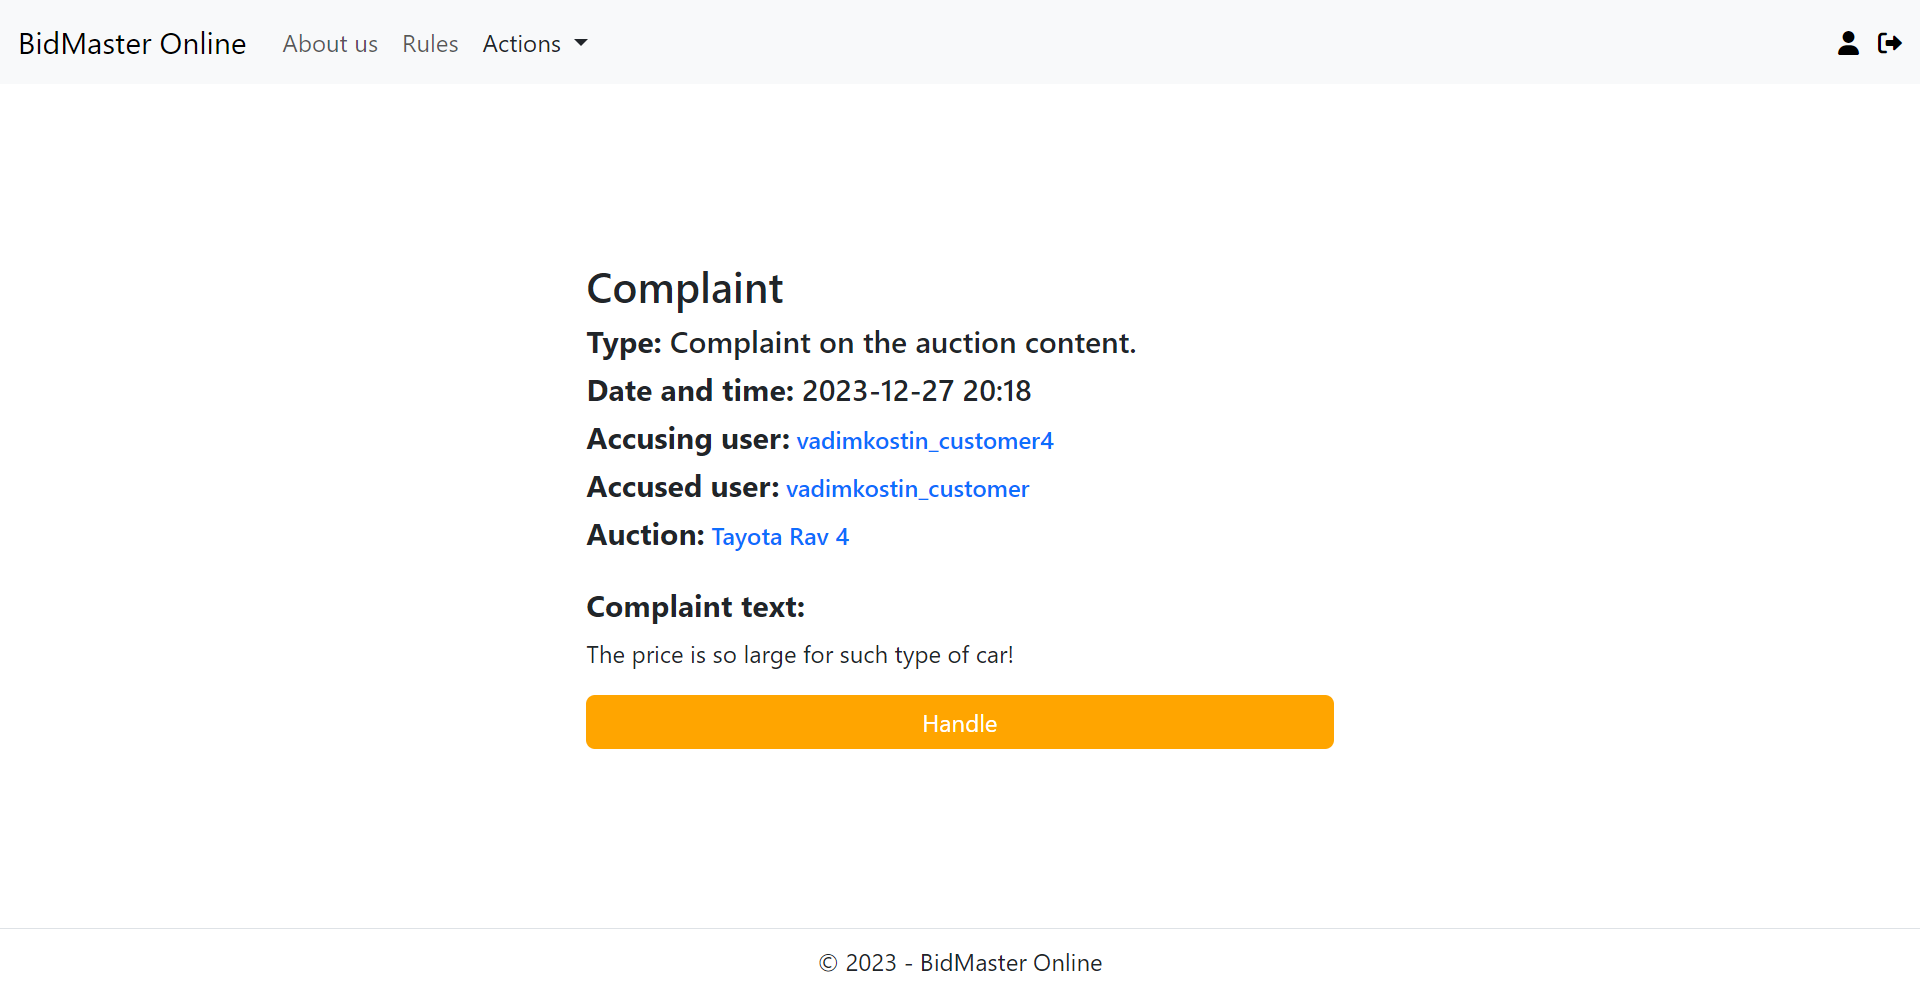 BidMaster Online About us Rules Actions
Complaint
Type: Complaint on the auction content.
Date and time: 2023-12-27 20:18
Accusing user: vadimkostin_customer4
Accused user: vadimkostin_customer
Auction: Tayota Rav 4
Complaint text:
The price is so large for such type of car!
Handle
© 2023 - BidMaster Online